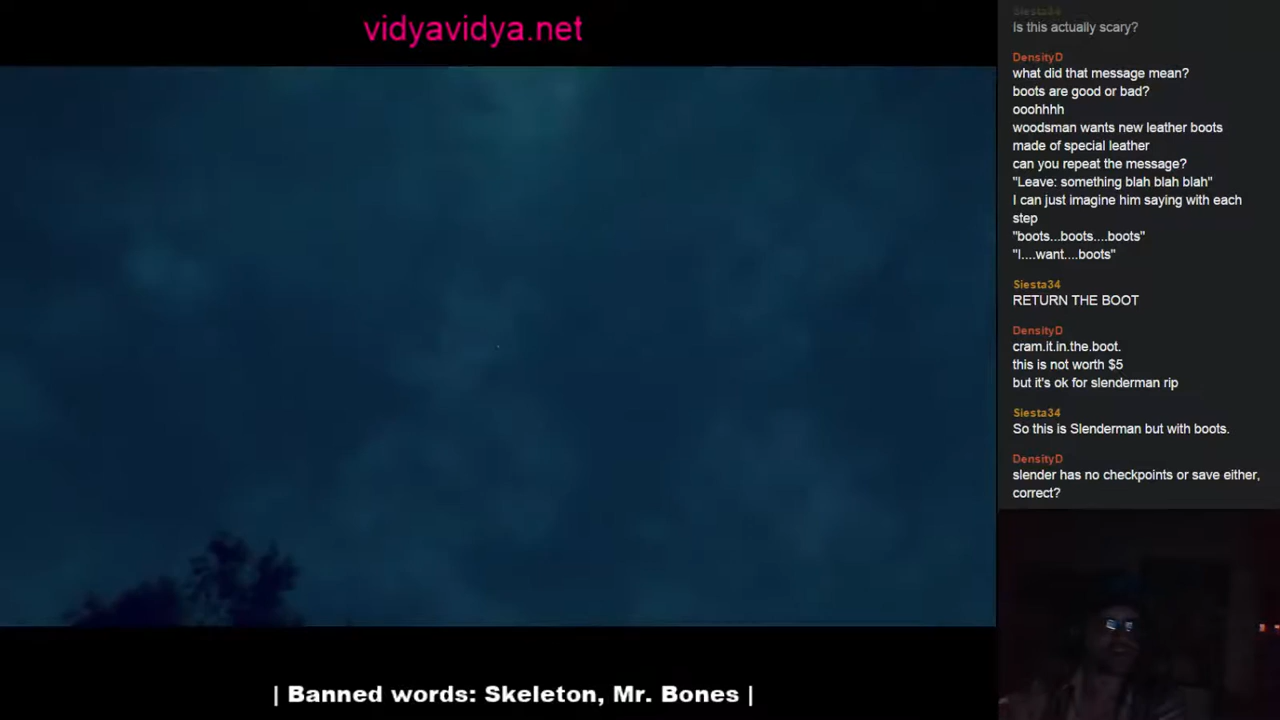 vidyavidya.net
Siesta34
Is this actually scary?
DensityD
what did that message mean?
boots are good or bad?
ooohhhh
woodsman wants new leather boots
made of special leather
can you repeat the message?
"Leave: something blah blah blah"
I can just imagine him saying with each
step
"boots...boots....boots"
"I....want....boots"
Siesta34
RETURN THE BOOT
DensityD
cram.it.in.the.boot.
this is not worth $5
but it's ok for slenderman rip
Siesta34
So this is Slenderman but with boots.
DensityD
slender has no checkpoints or save either,
correct?
| Banned words: Skeleton, Mr. Bones |